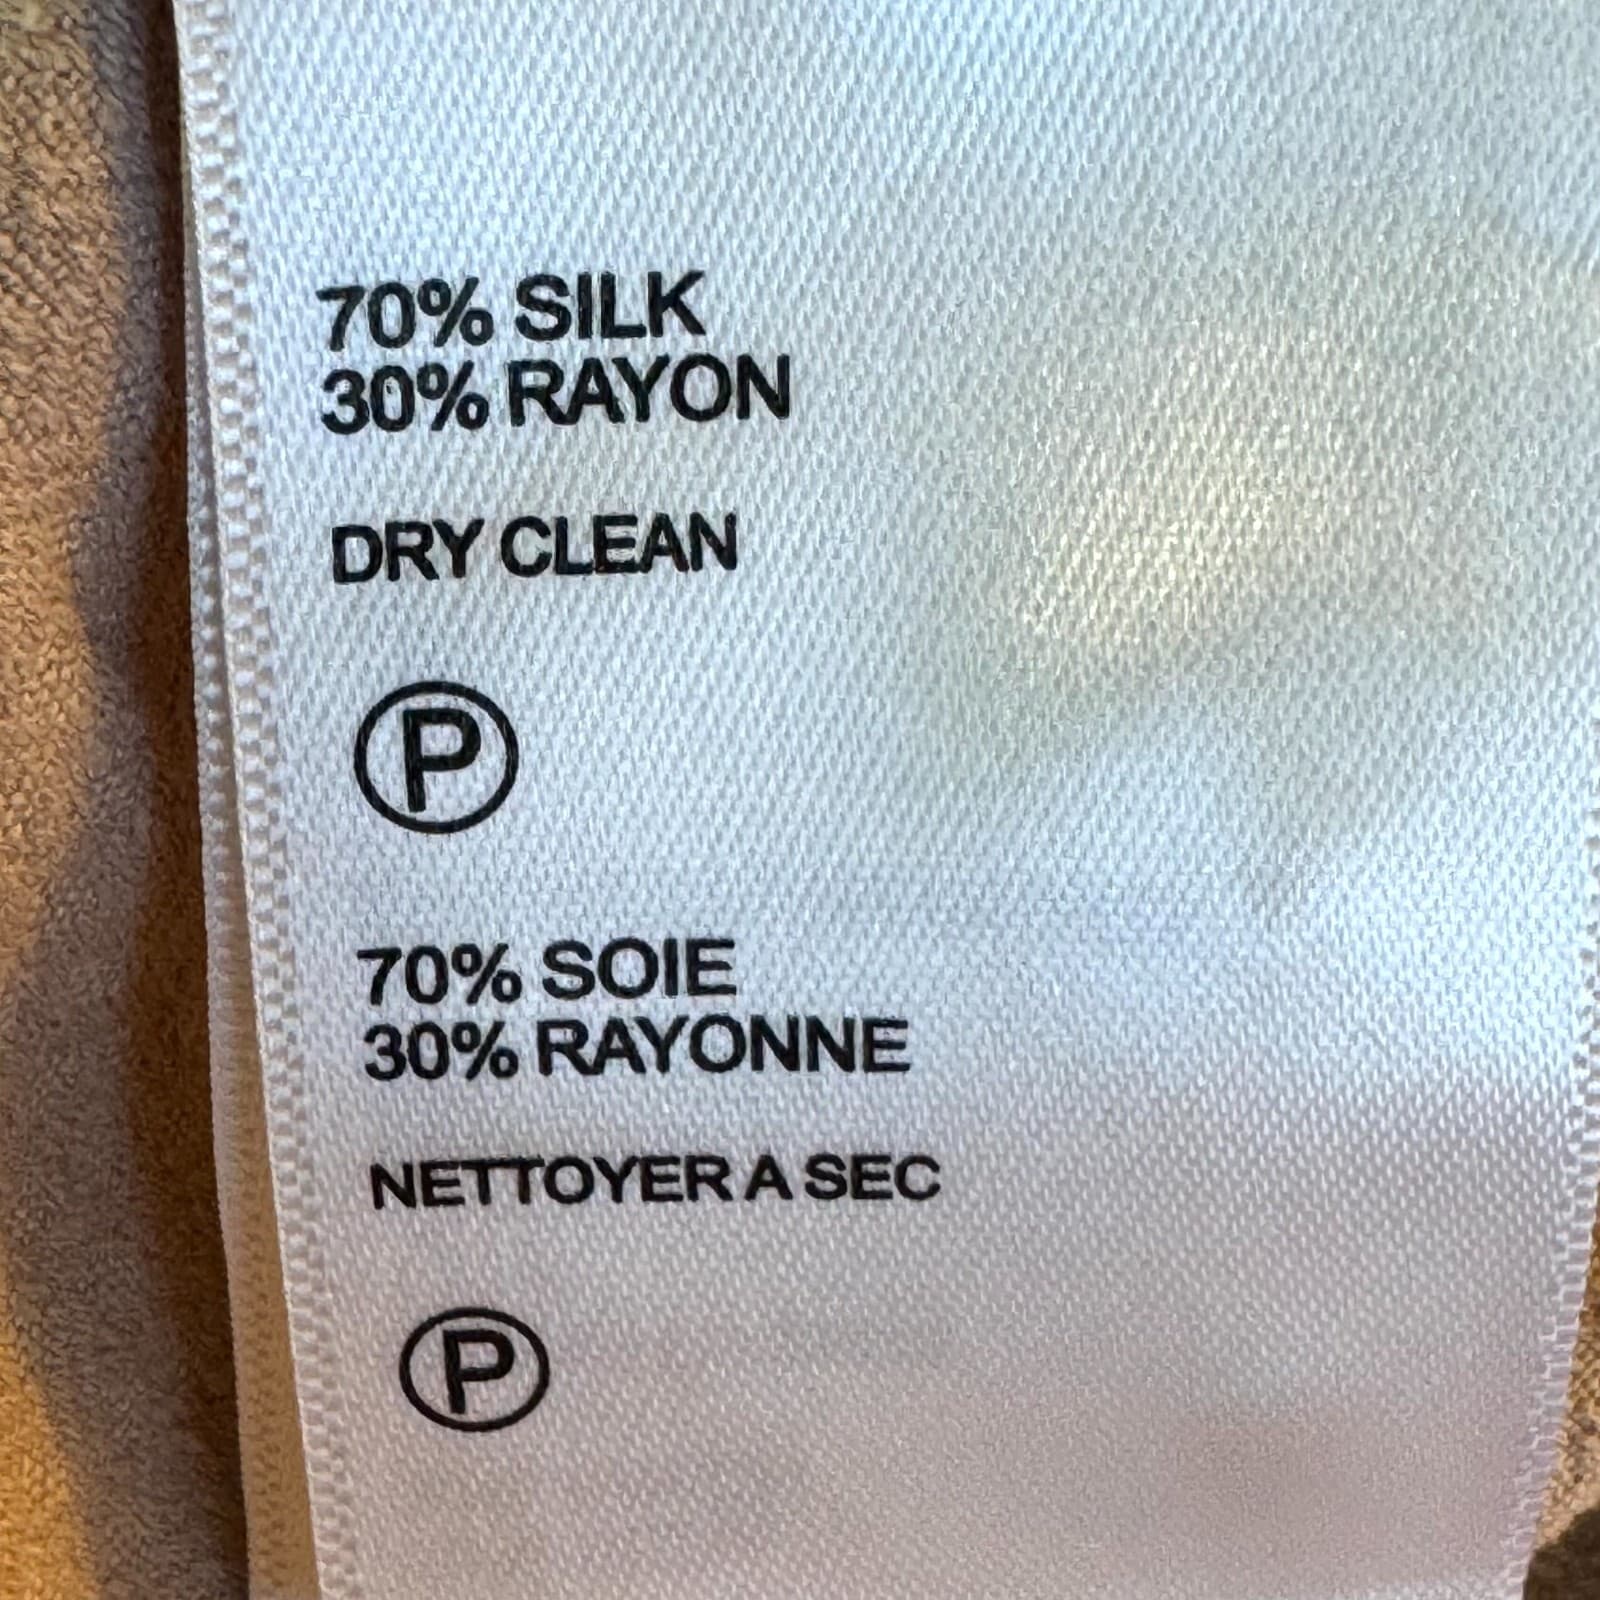 70% SILK
30% RAYON
DRY CLEAN
P
70% SOIE
30% RAYONNE
NETTOYER A SEC
P